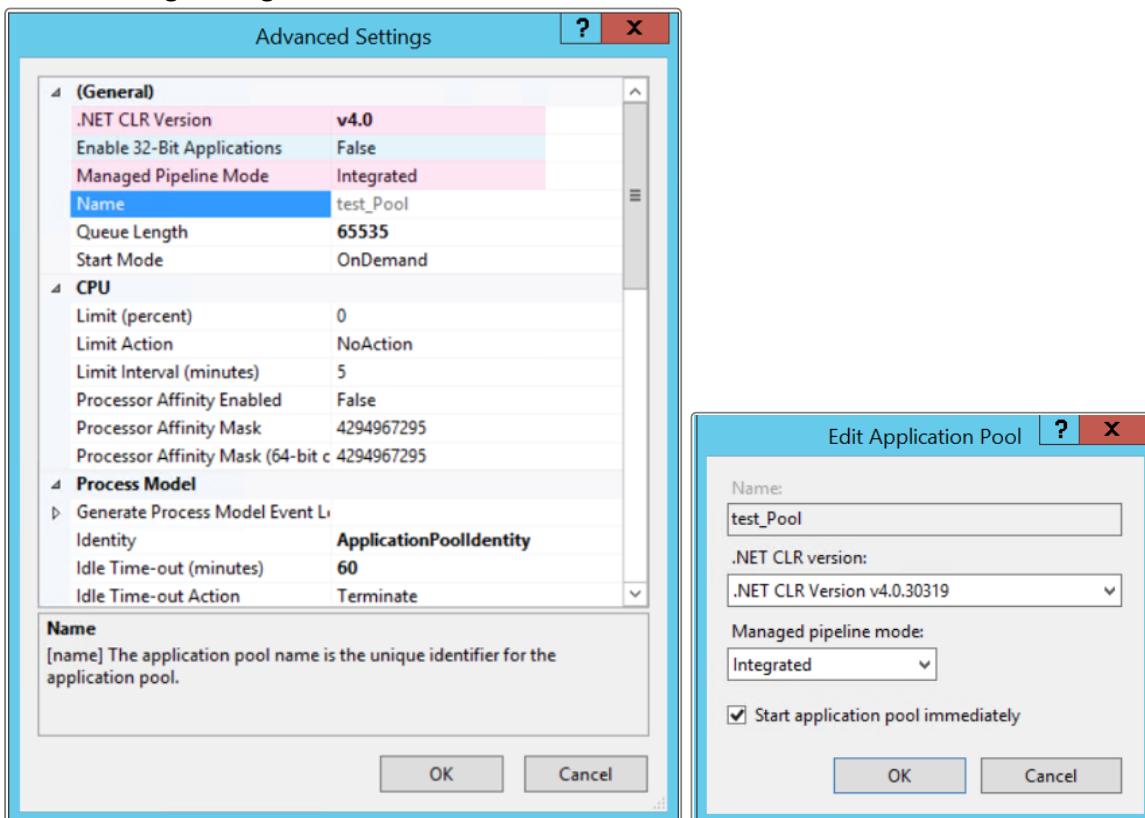 Advanced Settings
? x
(General)
.NET CLR Version v4.0
Enable 32-Bit Applications False
Managed Pipeline Mode Integrated
Name test_Pool
Queue Length 65535
Start Mode OnDemand
CPU
Limit (percent) 0
Limit Action NoAction
Limit Interval (minutes) 5
Processor Affinity Enabled False
Processor Affinity Mask 4294967295
Processor Affinity Mask (64-bit c 4294967295
Process Model
Generate Process Model Event L
Identity ApplicationPoolIdentity
Idle Time-out (minutes) 60
Idle Time-out Action Terminate
Name
[name] The application pool name is the unique identifier for the
application pool.
OK Cancel
Edit Application Pool
? x
Name:
test_Pool
.NET CLR version:
.NET CLR Version v4.0.30319
Managed pipeline mode:
Integrated
Start application pool immediately
OK Cancel